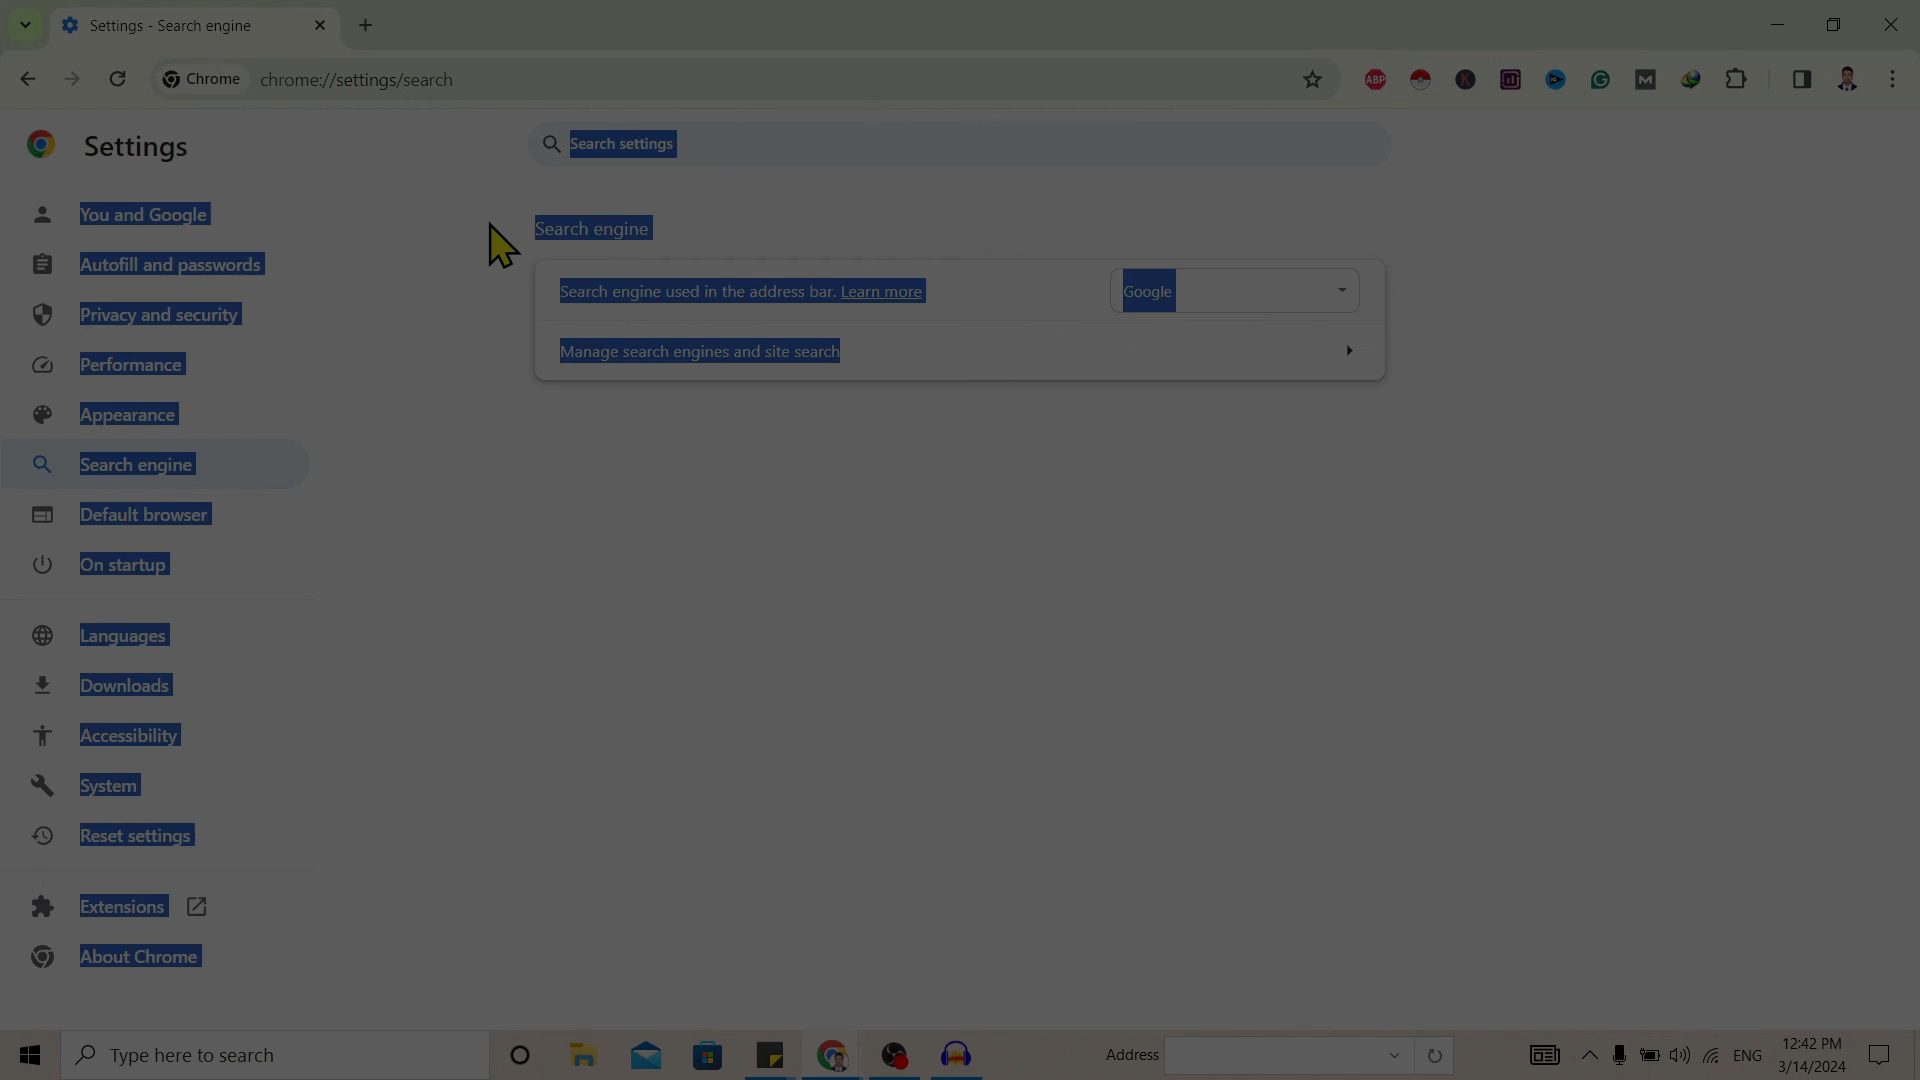 Settings - Search engine
Chrome
chrome://settings/search
ABP
K
M
Settings
Search settings
You and Google
Autofill and passwords
Privacy and security
Performance
Appearance
Search engine
Default browser
On startup
Languages
Downloads
Accessibility
System
Reset settings
Extensions
About Chrome
Search engine
Search engine used in the address bar. Learn more
Google
Manage search engines and site search
Type here to search
Address
ENG
12:42 PM
3/14/2024